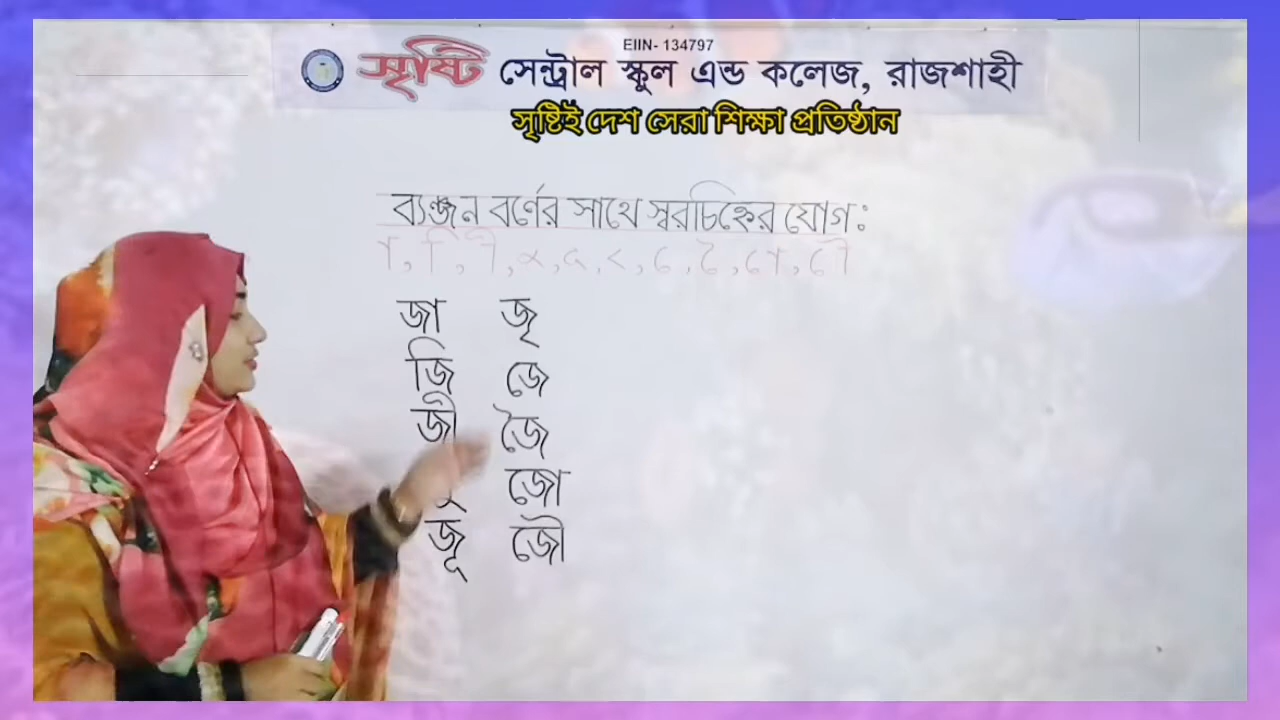 EIIN- 134797
সৃষ্টি সেন্ট্রাল স্কুল এন্ড কলেজ, রাজশাহী
সৃষ্টিই দেশ সেরা শিক্ষা প্রতিষ্ঠান
ব্যঞ্জন বর্ণের সাথে স্বরচিহ্নের যোগঃ
া, ি, ী, ু, ূ, ৃ, ে, ৈ, ো, ৌ
জা জৃ
জি জে
জী জৈ
জো
জূ জৌ